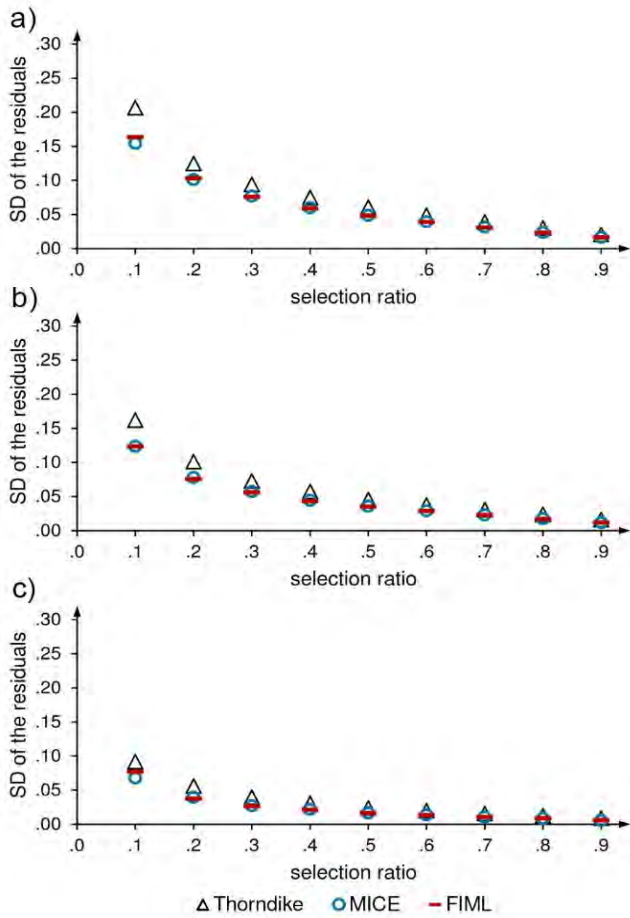 a)
SD of the residuals
.30
.25
.20
.15
.10
.05
.00
.0 .1 .2 .3 .4 .5 .6 .7 .8 .9
selection ratio
b)
SD of the residuals
.30
.25
.20
.15
.10
.05
.00
.0 .1 .2 .3 .4 .5 .6 .7 .8 .9
selection ratio
c)
SD of the residuals
.30
.25
.20
.15
.10
.05
.00
.0 .1 .2 .3 .4 .5 .6 .7 .8 .9
selection ratio
Thorndike MICE FIML